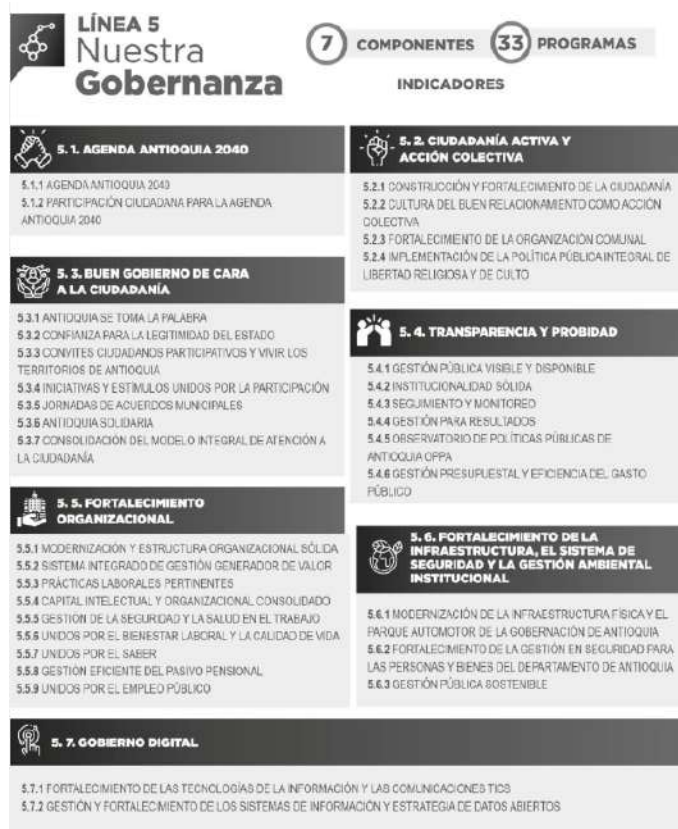 LÍNEA 5
Nuestra
Gobernanza
7 COMPONENTES 33 PROGRAMAS
INDICADORES
5. 1. AGENDA ANTIOQUIA 2040
5.1.1 AGENDA ANTIOQUIA 2040
5.1.2 PARTICIPACIÓN CIUDADANA PARA LA AGENDA
ANTIOQUIA 2040
5. 2. CIUDADANÍA ACTIVA Y
ACCIÓN COLECTIVA
5.2.1 CONSTRUCCIÓN Y FORTALECIMIENTO DE LA CIUDADANÍA
5.2.2 CULTURA DEL BUEN RELACIONAMIENTO COMO ACCIÓN
COLECTIVA
5.2.3 FORTALECIMIENTO DE LA ORGANIZACIÓN COMUNAL
5.2.4 IMPLEMENTACIÓN DE LA POLÍTICA PÚBLICA INTEGRAL DE
LIBERTAD RELIGIOSA Y DE CULTO
5. 3. BUEN GOBIERNO DE CARA
A LA CIUDADANÍA
5.3.1 ANTIOQUIA SE TOMA LA PALABRA
5.3.2 CONFIANZA PARA LA LEGITIMIDAD DEL ESTADO
5.3.3 CONVITES CIUDADANOS PARTICIPATIVOS Y VIVIR LOS
TERRITORIOS DE ANTIOQUIA
5.3.4 INICIATIVAS Y ESTÍMULOS UNIDOS POR LA PARTICIPACIÓN
5.3.5 JORNADAS DE ACUERDOS MUNICIPALES
5.3.6 ANTIOQUIA SOLIDARIA
5.3.7 CONSOLIDACIÓN DEL MODELO INTEGRAL DE ATENCIÓN A
LA CIUDADANÍA
5. 4. TRANSPARENCIA Y PROBIDAD
5.4.1 GESTIÓN PÚBLICA VISIBLE Y DISPONIBLE
5.4.2 INSTITUCIONALIDAD SÓLIDA
5.4.3 SEGUIMIENTO Y MONITOREO
5.4.4 GESTIÓN PARA RESULTADOS
5.4.5 OBSERVATORIO DE POLÍTICAS PÚBLICAS DE
ANTIOQUIA OPPA
5.4.6 GESTIÓN PRESUPUESTAL Y EFICIENCIA DEL GASTO
PÚBLICO
5. 5. FORTALECIMIENTO
ORGANIZACIONAL
5.5.1 MODERNIZACIÓN Y ESTRUCTURA ORGANIZACIONAL SÓLIDA
5.5.2 SISTEMA INTEGRADO DE GESTIÓN GENERADOR DE VALOR
5.5.3 PRÁCTICAS LABORALES PERTINENTES
5.5.4 CAPITAL INTELECTUAL Y ORGANIZACIONAL CONSOLIDADO
5.5.5 GESTIÓN DE LA SEGURIDAD Y LA SALUD EN EL TRABAJO
5.5.6 UNIDOS POR EL BIENESTAR LABORAL Y LA CALIDAD DE VIDA
5.5.7 UNIDOS POR EL SABER
5.5.8 GESTIÓN EFICIENTE DEL PASIVO PENSIONAL
5.5.9 UNIDOS POR EL EMPLEO PÚBLICO
5. 6. FORTALECIMIENTO DE LA
INFRAESTRUCTURA, EL SISTEMA DE
SEGURIDAD Y LA GESTIÓN AMBIENTAL
INSTITUCIONAL
5.6.1 MODERNIZACIÓN DE LA INFRAESTRUCTURA FÍSICA Y EL
PARQUE AUTOMOTOR DE LA GOBERNACIÓN DE ANTIOQUIA
5.6.2 FORTALECIMIENTO DE LA GESTIÓN EN SEGURIDAD PARA
LAS PERSONAS Y BIENES DEL DEPARTAMENTO DE ANTIOQUIA
5.6.3 GESTIÓN PÚBLICA SOSTENIBLE
5. 7. GOBIERNO DIGITAL
5.7.1 FORTALECIMIENTO DE LAS TECNOLOGÍAS DE LA INFORMACIÓN Y LAS COMUNICACIONES TICS
5.7.2 GESTIÓN Y FORTALECIMIENTO DE LOS SISTEMAS DE INFORMACIÓN Y ESTRATEGIA DE DATOS ABIERTOS